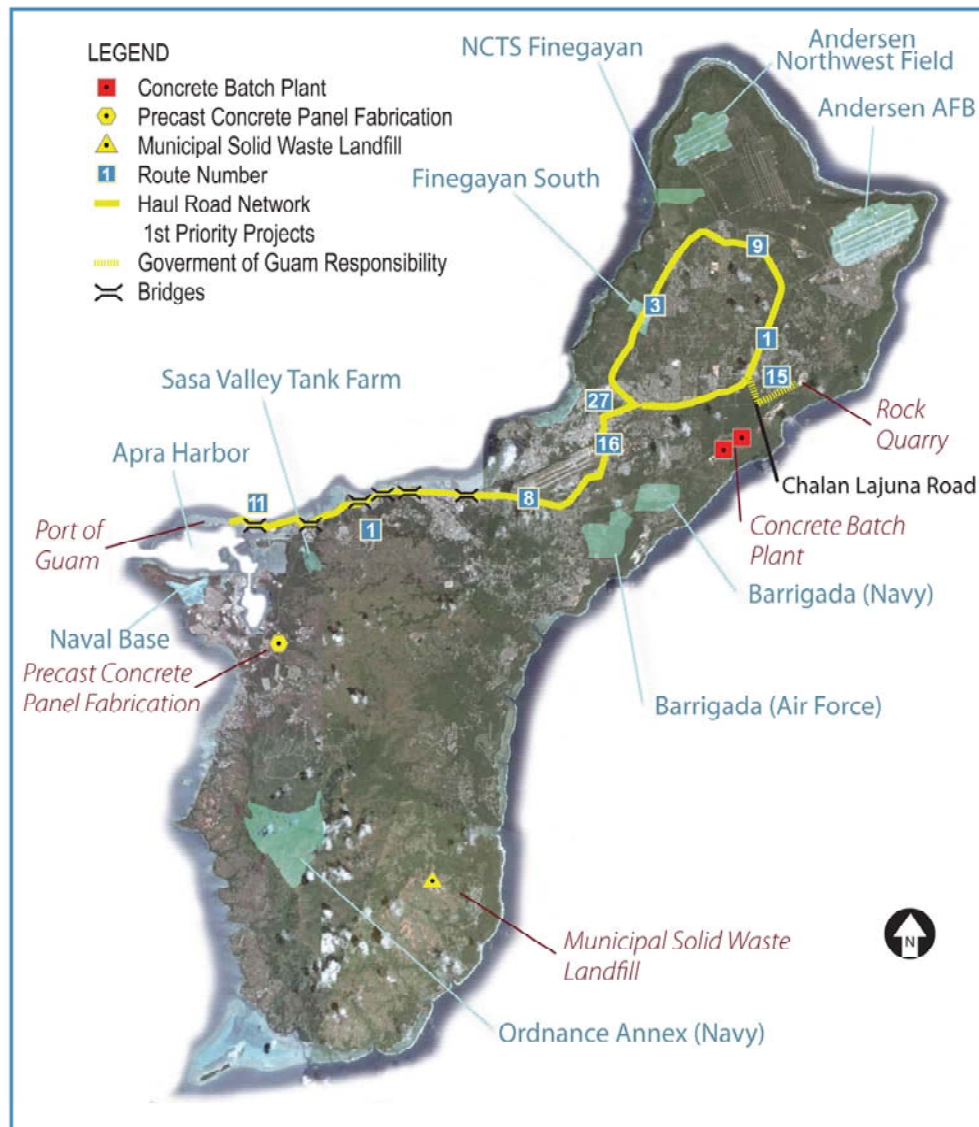 LEGEND
Concrete Batch Plant
Precast Concrete Panel Fabrication
Municipal Solid Waste Landfill
1 Route Number
Haul Road Network
1st Priority Projects
Goverment of Guam Responsibility
Bridges
NCTS Finegayan
Andersen
Northwest Field
Andersen AFB
Finegayan South
9
3
1
15
Sasa Valley Tank Farm
27
Rock
Quarry
16
Apra Harbor
Chalan Lajuna Road
11
8
Port of
Guam
1
Concrete Batch
Plant
Barrigada (Navy)
Naval Base
Precast Concrete
Panel Fabrication
Barrigada (Air Force)
Municipal Solid Waste
Landfill
N
Ordnance Annex (Navy)